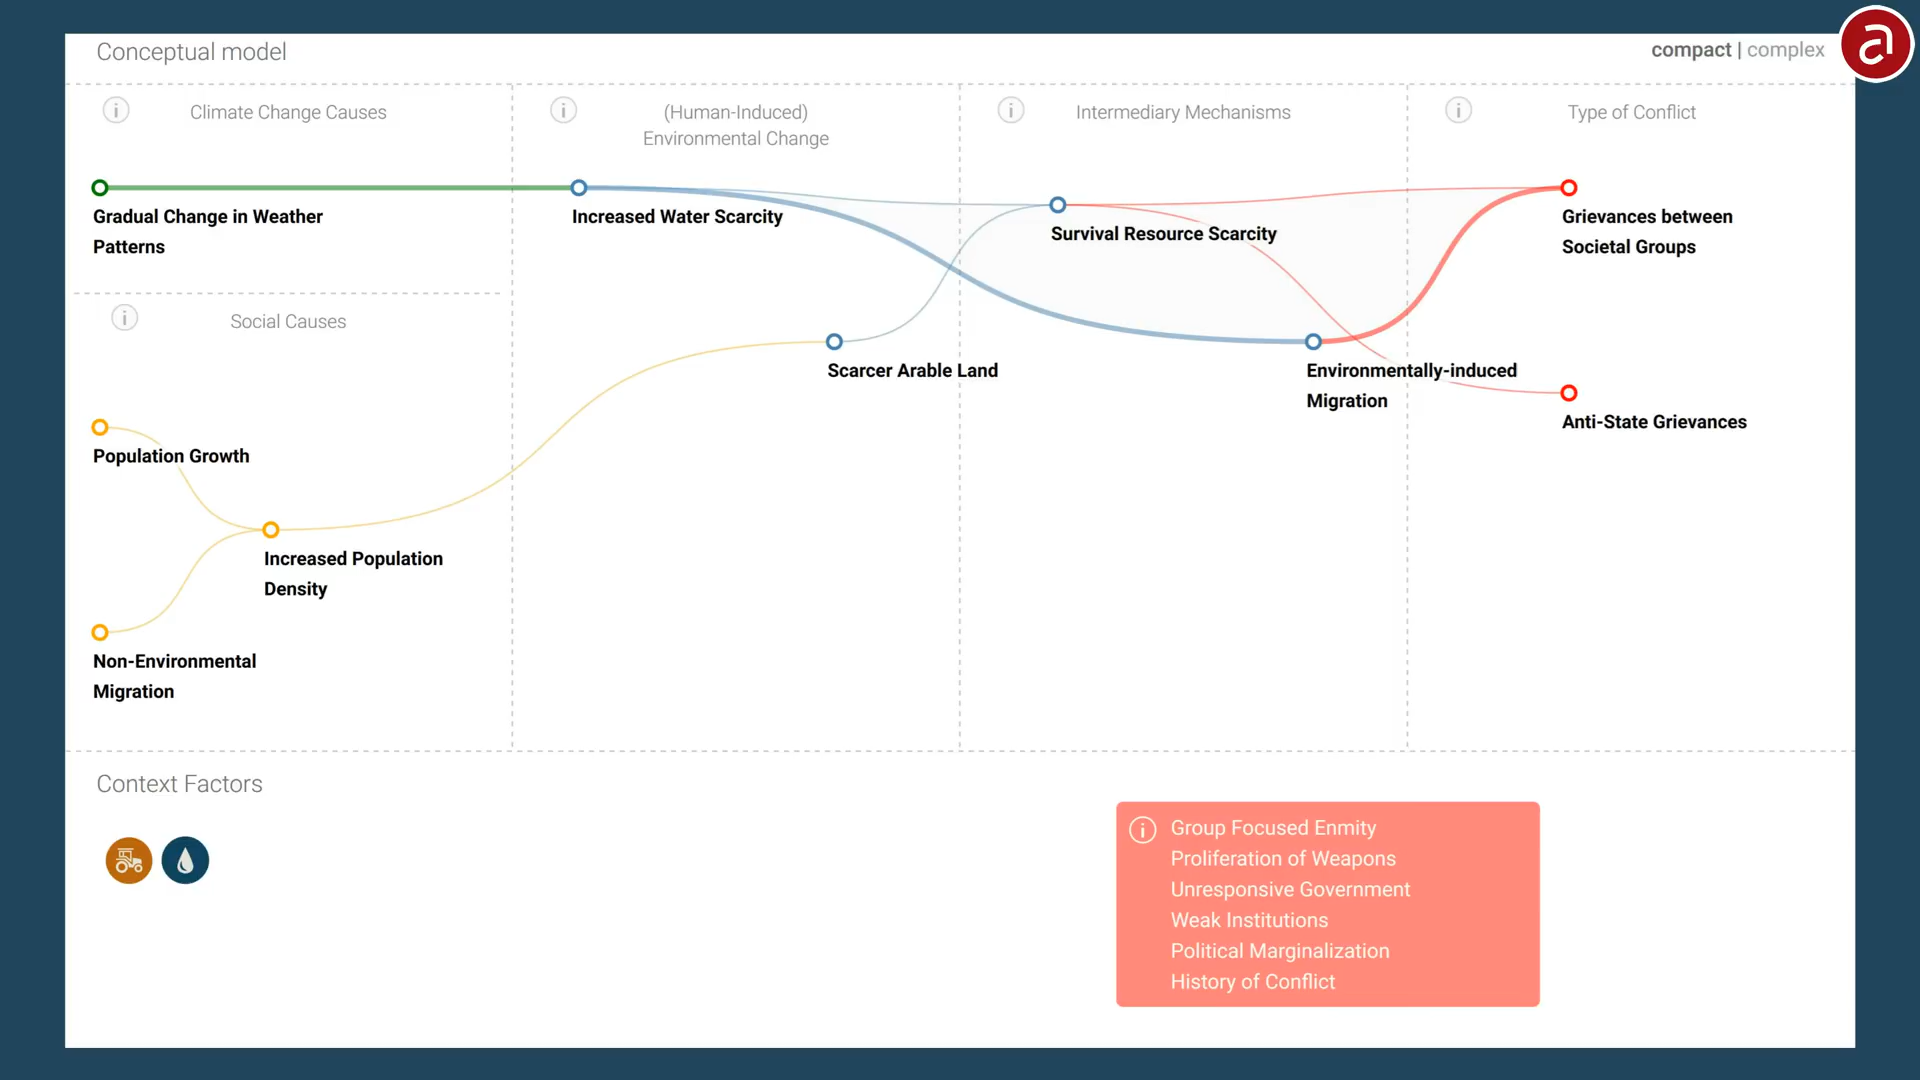 Conceptual model
compact | complex
Climate Change Causes
(Human-Induced)
Environmental Change
Intermediary Mechanisms
Type of Conflict
Gradual Change in Weather
Patterns
Increased Water Scarcity
Survival Resource Scarcity
Grievances between
Societal Groups
Social Causes
Scarcer Arable Land
Environmentally-induced
Migration
Anti-State Grievances
Population Growth
Increased Population
Density
Non-Environmental
Migration
Context Factors
Group Focused Enmity
Proliferation of Weapons
Unresponsive Government
Weak Institutions
Political Marginalization
History of Conflict